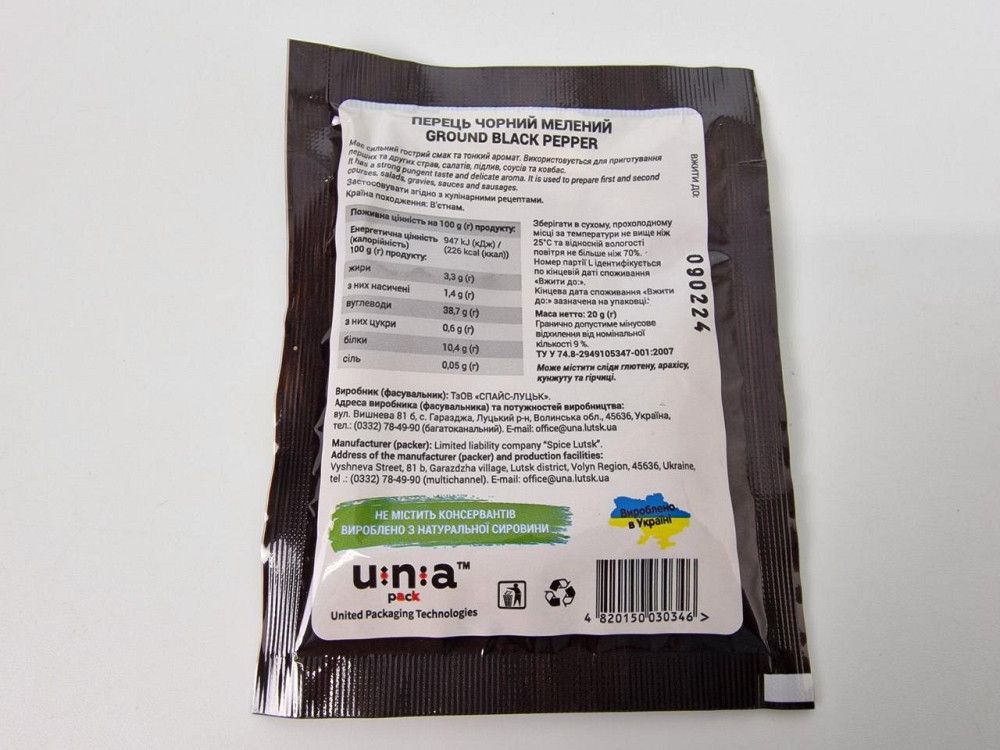 ПЕРЕЦЬ ЧОРНИЙ МЕЛЕНИЙ
GROUND BLACK PEPPER
Має сильний гострий смак та тонкий аромат. Використовується для приготування
перших та других страв, салатів, підлив, соусів та ковбас.
It has a strong pungent taste and delicate aroma. It is used to prepare first and second
courses, salads, gravies, sauces and sausages.
Застосовувати згідно з кулінарними рецептами.
Країна походження: В'єтнам.
Поживна цінність на 100 g (г) продукту:
Енергетична цінність
(калорійність)
100 g (г) продукту:
947 kJ (кДж) /
(226 kcal (ккал))
жири 3,3 g (г)
з них насичені 1,4 g (г)
вуглеводи 38,7 g (г)
з них цукри 0,6 g (г)
білки 10,4 g (г)
сіль 0,05 g (г)
Зберігати в сухому, прохолодному
місці за температури не вище ніж
25°С та відносній вологості
повітря не більше ніж 70%.
Номер партії L ідентифікується
по кінцевій даті споживання
«Вжити до:».
Кінцева дата споживання «Вжити
до:» зазначена на упаковці.
Маса нетто: 20 g (г)
Гранично допустиме мінусове
відхилення від номінальної
кількості 9 %.
ТУ У 74.8-2949105347-001:2007
Може містити сліди глютену, арахісу,
кунжуту та гірчиці.
ВЖИТИ ДО:
090224
Виробник (фасувальник): ТзОВ «СПАЙС-ЛУЦЬК».
Адреса виробника (фасувальника) та потужностей виробництва:
вул. Вишнева 81 б, с. Гаразджа, Луцький р-н, Волинська обл., 45636, Україна,
тел.: (0332) 78-49-90 (багатоканальний). E-mail: office@una.lutsk.ua
Manufacturer (packer): Limited liability company "Spice Lutsk".
Address of the manufacturer (packer) and production facilities:
Vyshneva Street, 81 b, Garazdzha village, Lutsk district, Volyn Region, 45636, Ukraine,
tel .: (0332) 78-49-90 (multichannel). E-mail: office@una.lutsk.ua
НЕ МІСТИТЬ КОНСЕРВАНТІВ
ВИРОБЛЕНО З НАТУРАЛЬНОЇ СИРОВИНИ
Вироблено
в Україні
u:n:a™
pack
United Packaging Technologies
4 820150 030346 >